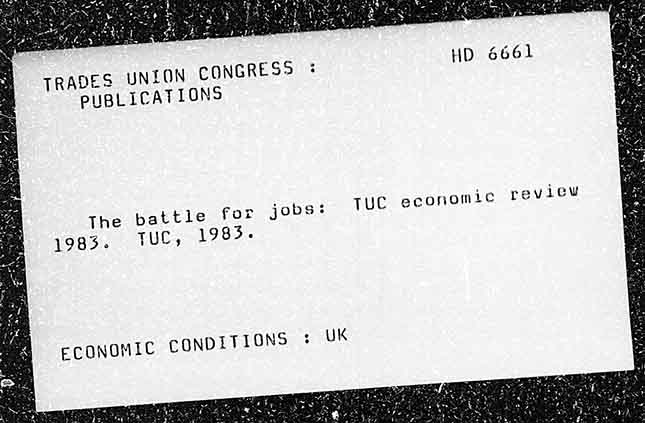 TRADES UNION CONGRESS : HD 6661
PUBLICATIONS
The battle for jobs: TUC economic review
1983. TUC, 1983.
ECONOMIC CONDITIONS : UK